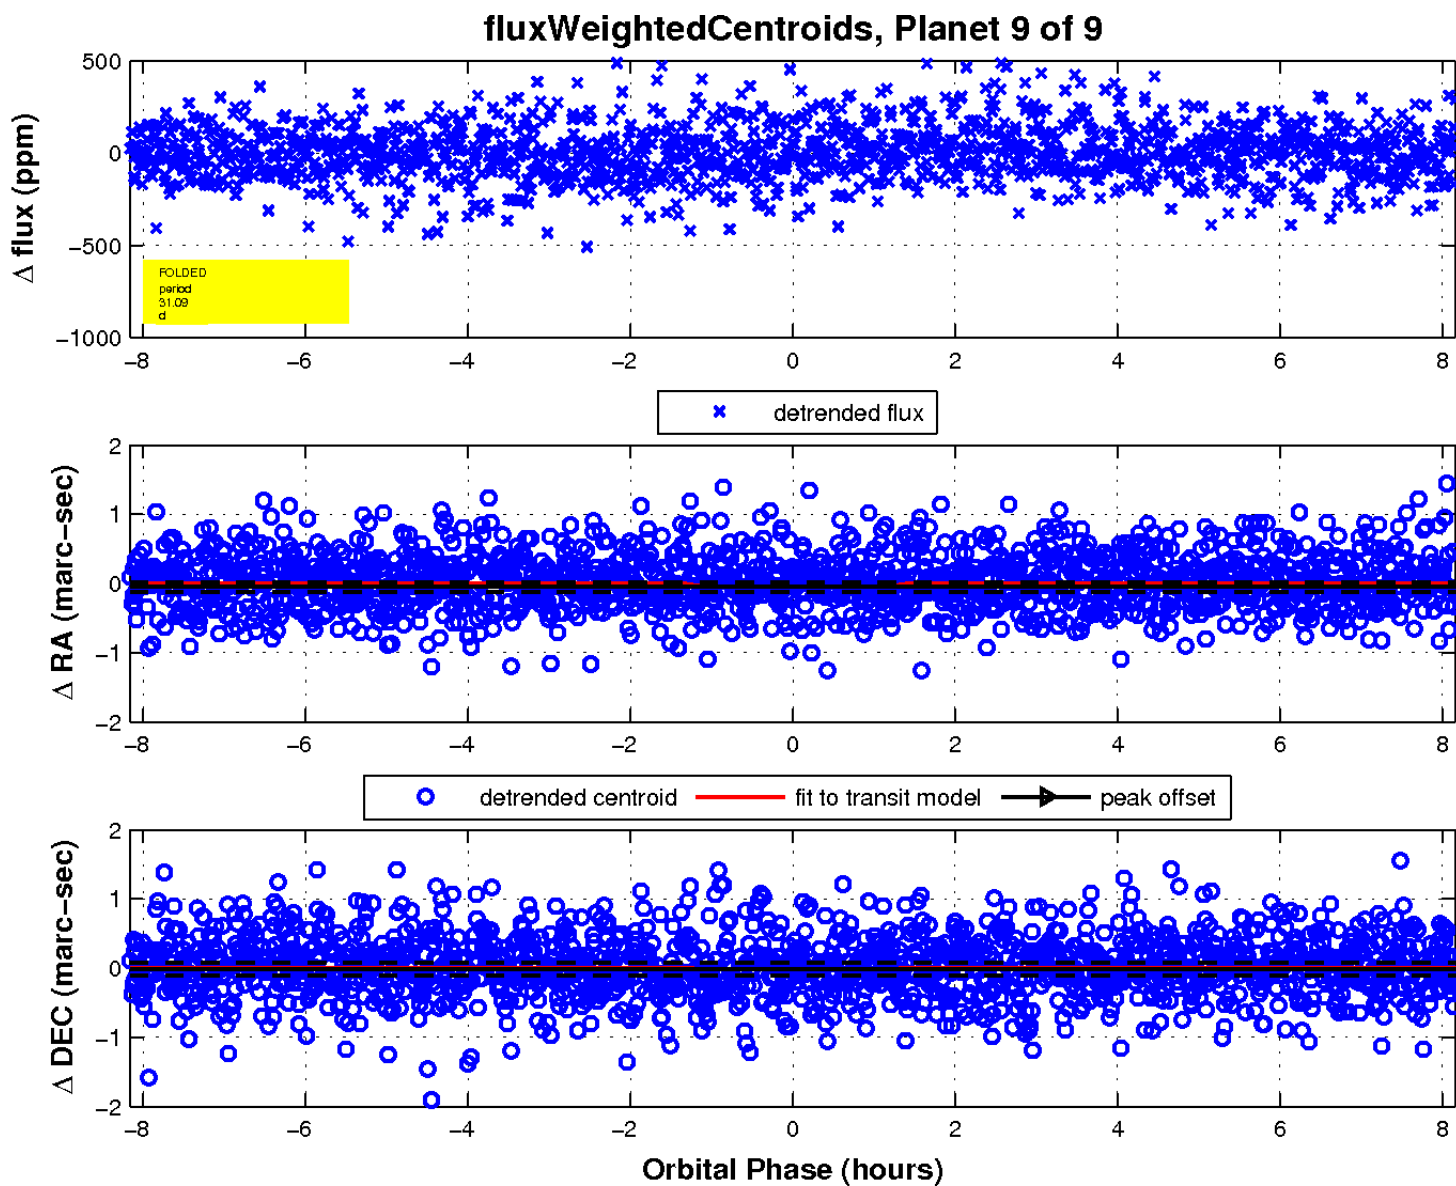 fluxWeightedCentroids, Planet 9 of 9
Δ flux (ppm)
500
0
−500
−1000
FOLDED
period
31.09
d
−8 −6 −4 −2 0 2 4 6 8
detrended flux
Δ RA (marc−sec)
2
1
0
−1
−2
−8 −6 −4 −2 0 2 4 6 8
detrended centroid fit to transit model peak offset
Δ DEC (marc−sec)
2
1
0
−1
−2
−8 −6 −4 −2 0 2 4 6 8
Orbital Phase (hours)